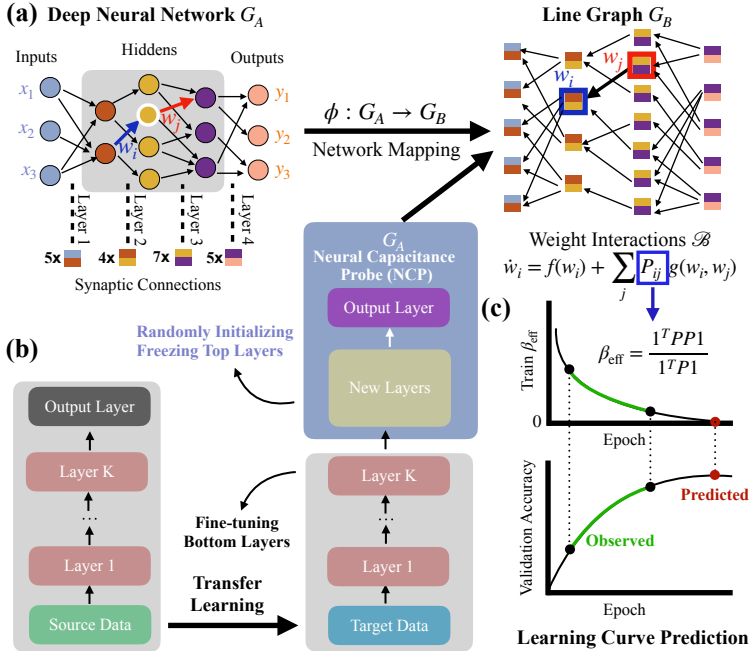 (a) Deep Neural Network G_A
Line Graph G_B
Inputs
Hiddens
Outputs
x_1
x_2
x_3
w_i
w_j
y_1
y_2
y_3
Layer 1
Layer 2
Layer 3
Layer 4
5x
4x
7x
5x
Synaptic Connections
ϕ : G_A → G_B
Network Mapping
w_i
w_j
Weight Interactions ℬ
ẇ_i = f(w_i) + ∑_j P_ij g(w_i, w_j)
G_A
Neural Capacitance
Probe (NCP)
Output Layer
New Layers
Randomly Initializing
Freezing Top Layers
(b)
Output Layer
Layer K
...
Layer 1
Source Data
Fine-tuning
Bottom Layers
Transfer
Learning
Layer K
...
Layer 1
Target Data
(c)
Train β_eff
β_eff = 1^T PP1 / 1^T P1
0
Epoch
Validation Accuracy
Predicted
Observed
Epoch
Learning Curve Prediction